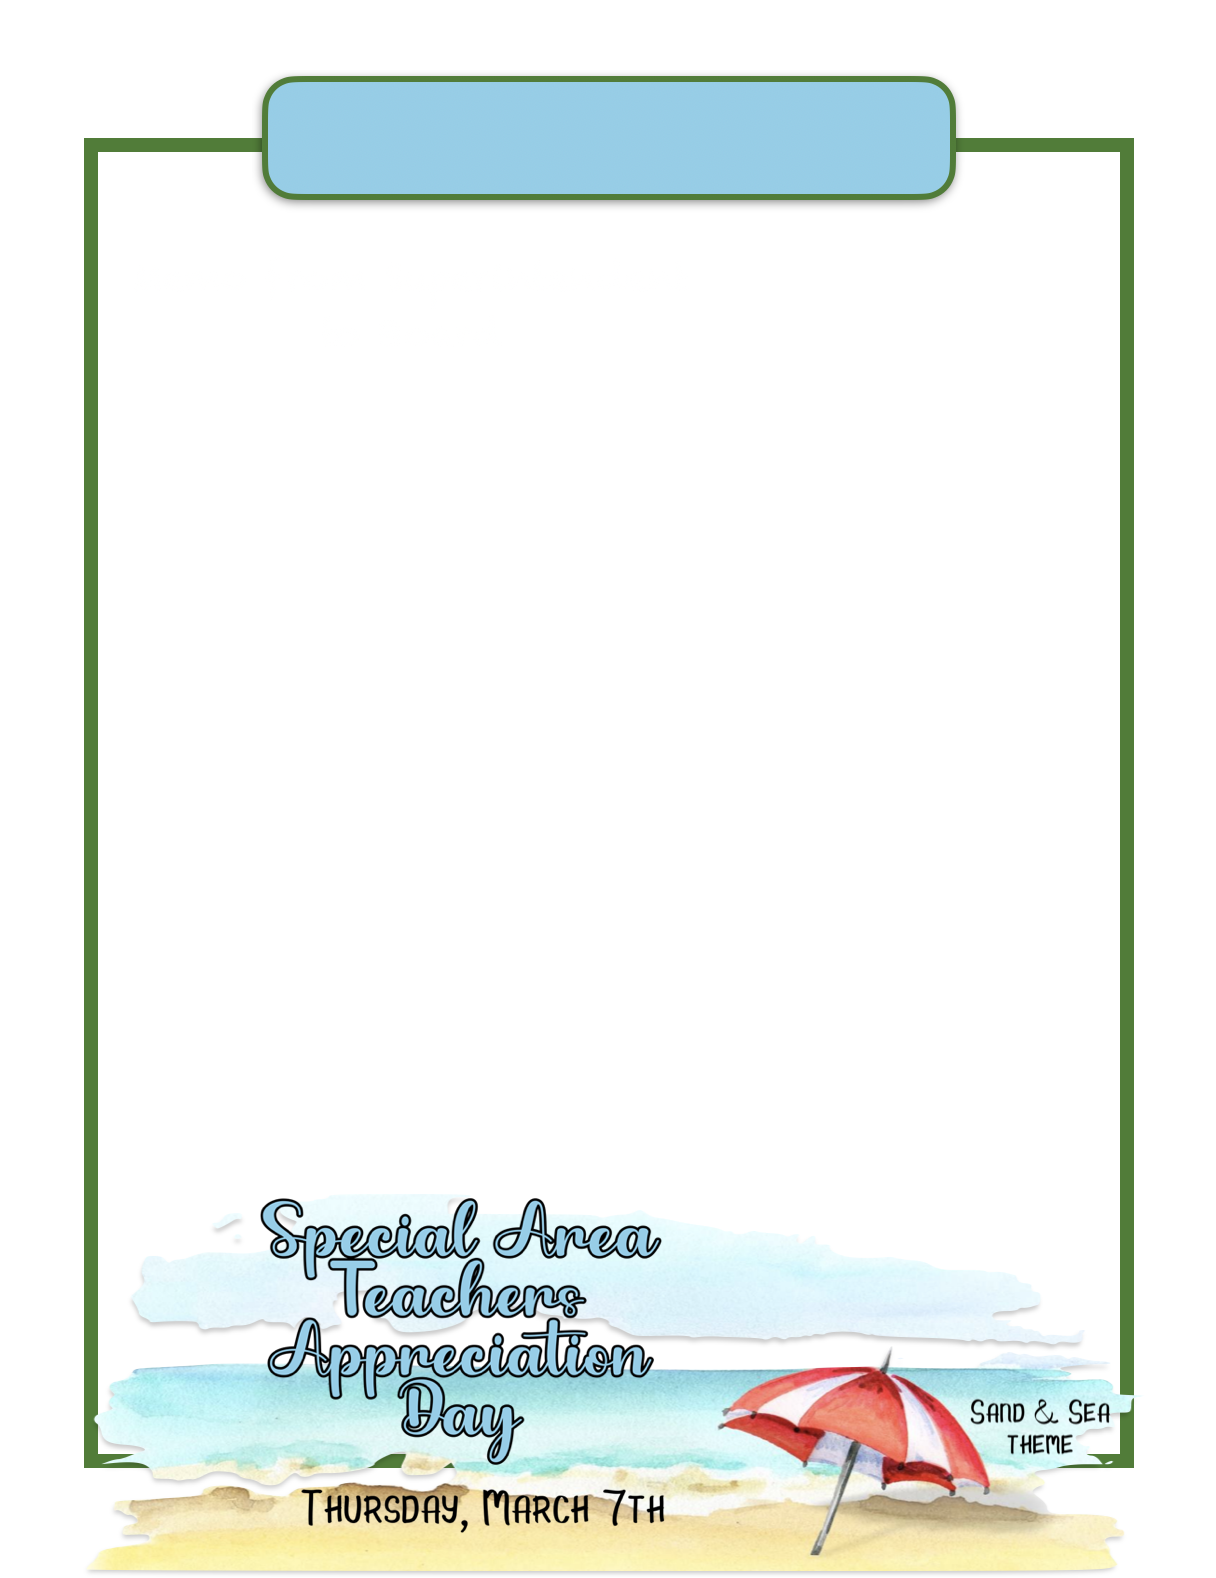 Special Area
Teachers
Appreciation
Day
Sand & Sea
theme
Thursday, March 7th